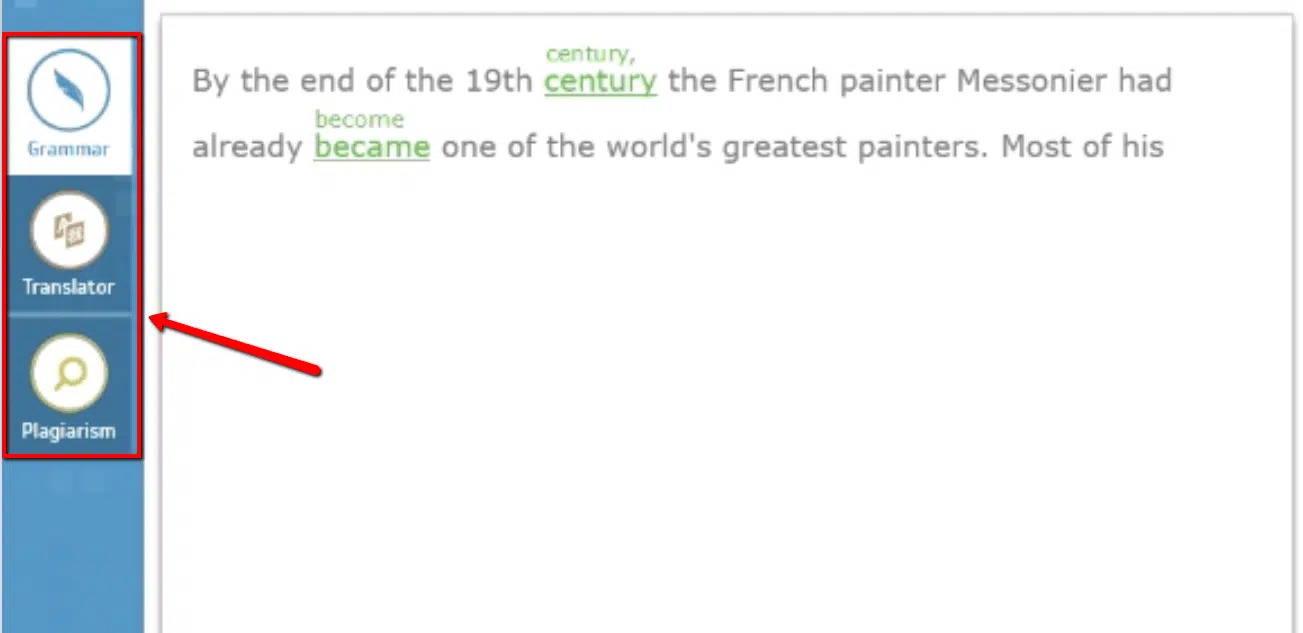 Grammar
Translator
Plagiarism
century,
By the end of the 19th century the French painter Messonier had
become
already became one of the world's greatest painters. Most of his